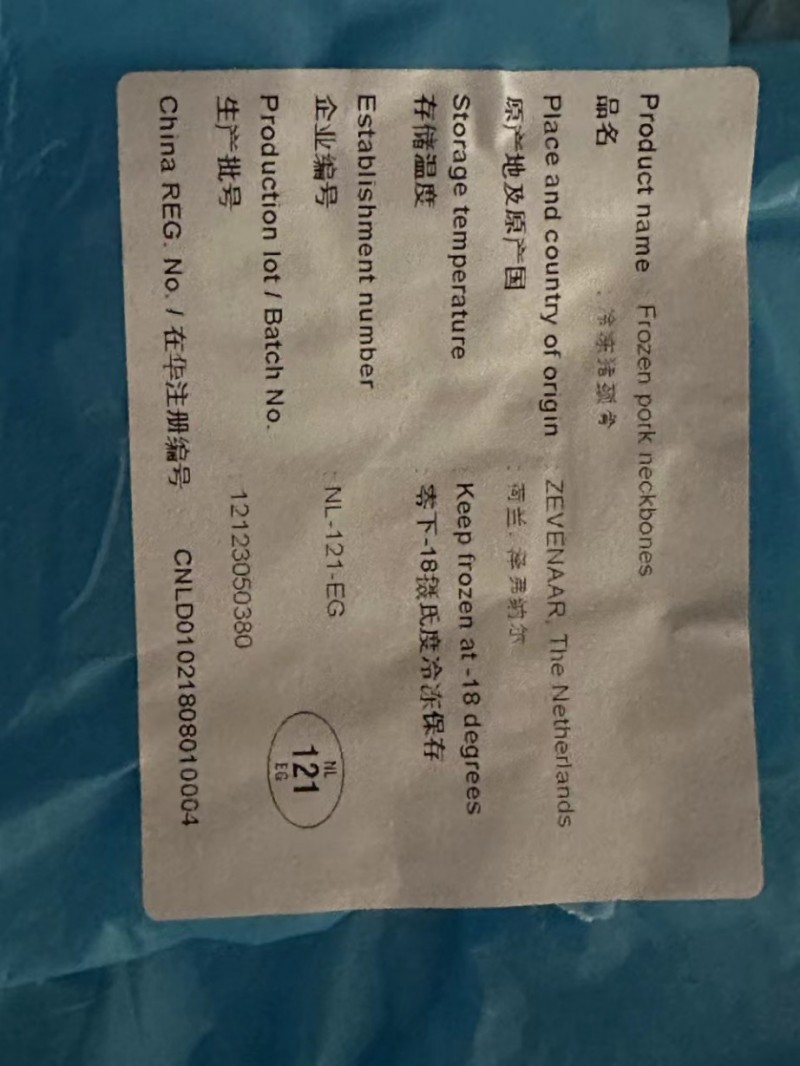 Product name : Frozen pork neckbones
品名 : 冷冻猪颈骨
Place and country of origin : ZEVENAAR, The Netherlands
原产地及原产国 : 荷兰, 泽弗纳尔
Storage temperature : Keep frozen at -18 degrees
存储温度 : 零下-18摄氏度冷冻保存
Establishment number
企业编号 : NL-121-EG
Production lot / Batch No.
生产批号 : 12123050380
China REG. No. / 在华注册编号 CNLD01021808010004
NL
121
EG